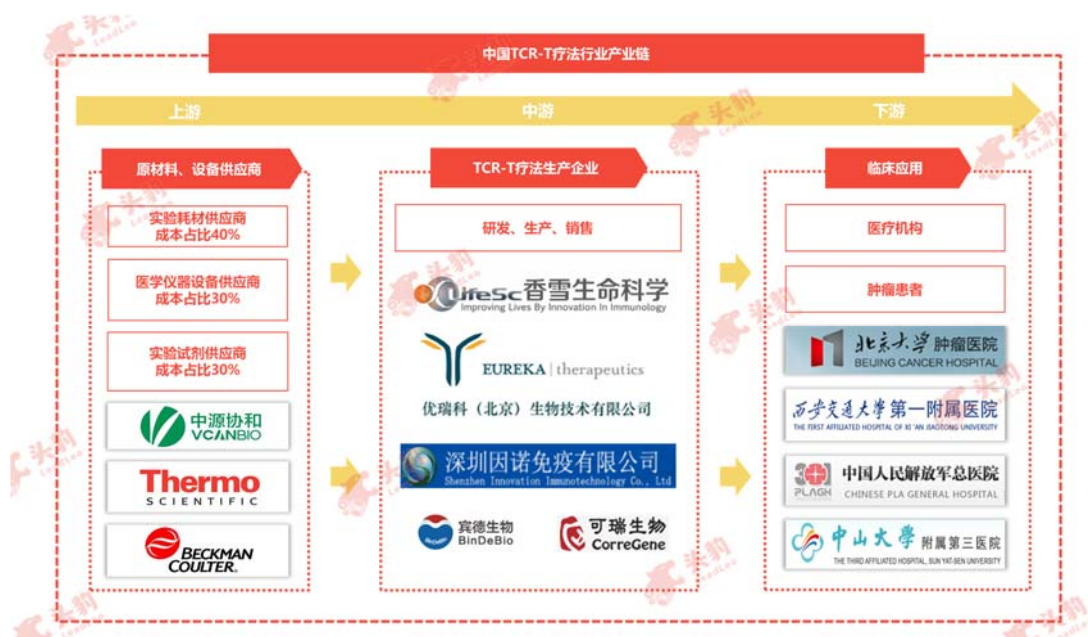 中国TCR-T疗法行业产业链
上游
中游
下游
原材料、设备供应商
实验耗材供应商
成本占比40%
医学仪器设备供应商
成本占比30%
实验试剂供应商
成本占比30%
中源协和
VCANBIO
Thermo
SCIENTIFIC
BECKMAN
COULTER
TCR-T疗法生产企业
研发、生产、销售
LifeSc香雪生命科学
Improving Lives By Innovation In Immunology
EUREKA | therapeutics
优瑞科（北京）生物技术有限公司
深圳因诺免疫有限公司
Shenzhen Innovation Immunotechnology Co., Ltd
宾德生物
BinDeBio
可瑞生物
CorreGene
临床应用
医疗机构
肿瘤患者
北京大学肿瘤医院
BEIJING CANCER HOSPITAL
西安交通大学第一附属医院
THE FIRST AFFILIATED HOSPITAL OF XI'AN JIAOTONG UNIVERSITY
301
PLAGH
中国人民解放军总医院
CHINESE PLA GENERAL HOSPITAL
中山大学附属第三医院
THE THIRD AFFILIATED HOSPITAL, SUN YAT-SEN UNIVERSITY
头豹
LeadLeo